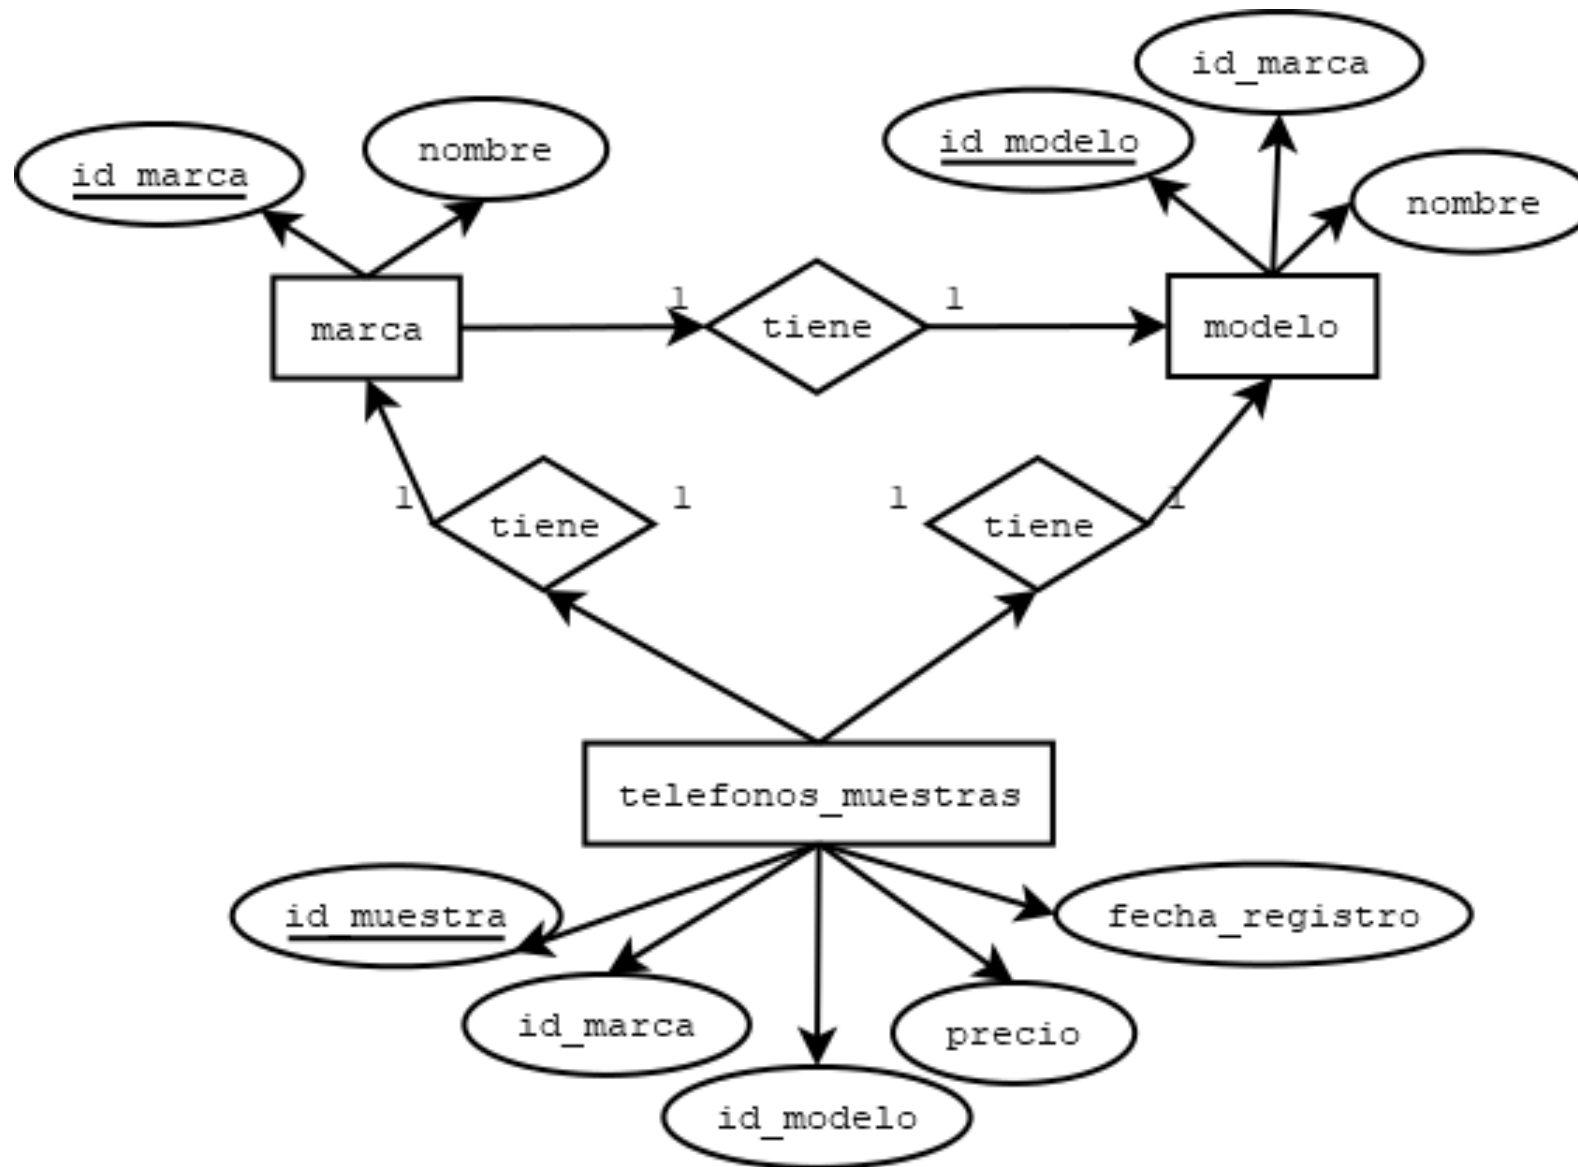 id_marca
nombre
id_marca
id_modelo
nombre
marca
1
tiene
1
modelo
1
tiene
1
1
tiene
1
telefonos_muestras
id_muestra
id_marca
id_modelo
precio
fecha_registro